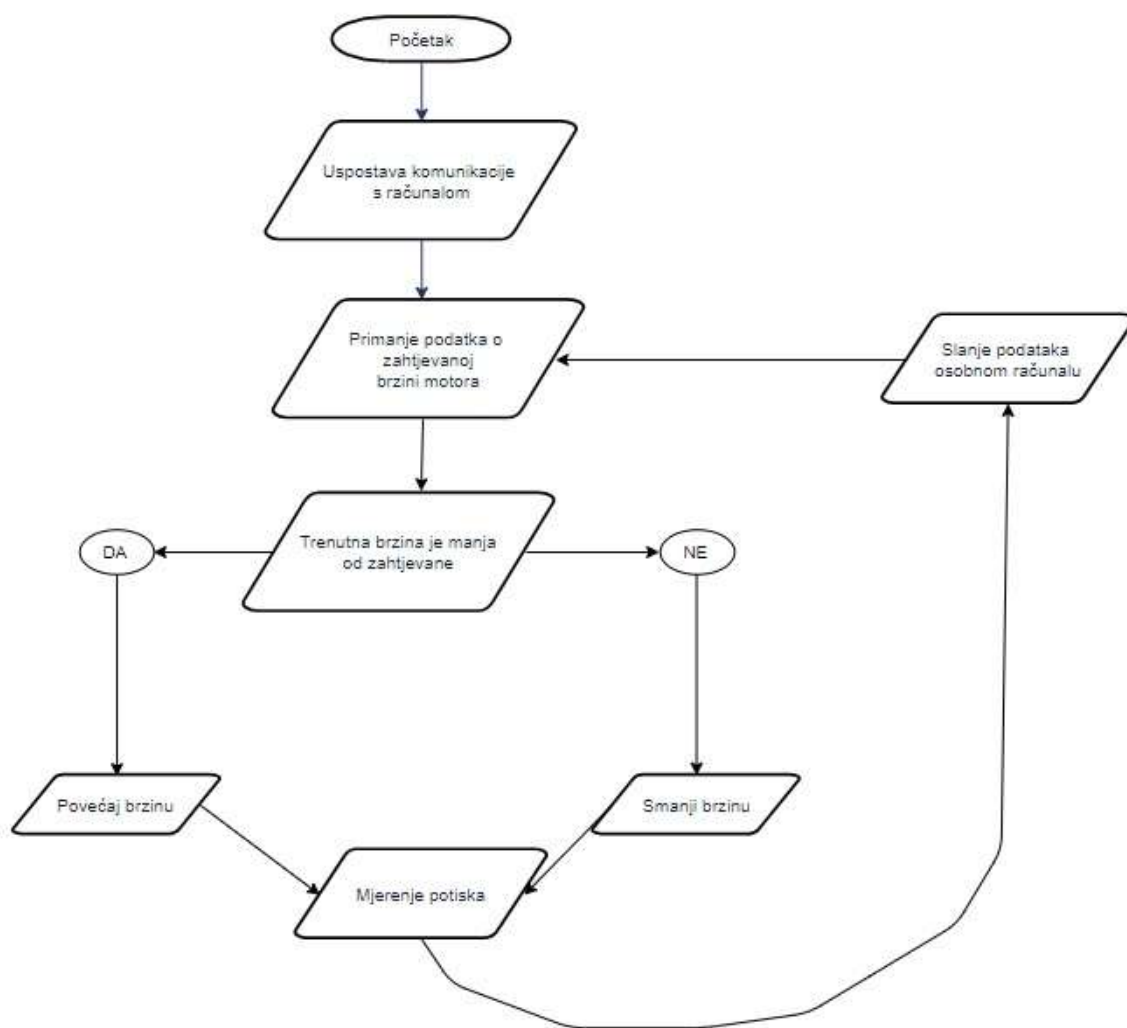 Početak
Uspostava komunikacije
s računalom
Primanje podatka o
zahtjevanoj
brzini motora
Slanje podataka
osobnom računalu
Trenutna brzina je manja
od zahtjevane
DA
NE
Povećaj brzinu
Smanji brzinu
Mjerenje potiska